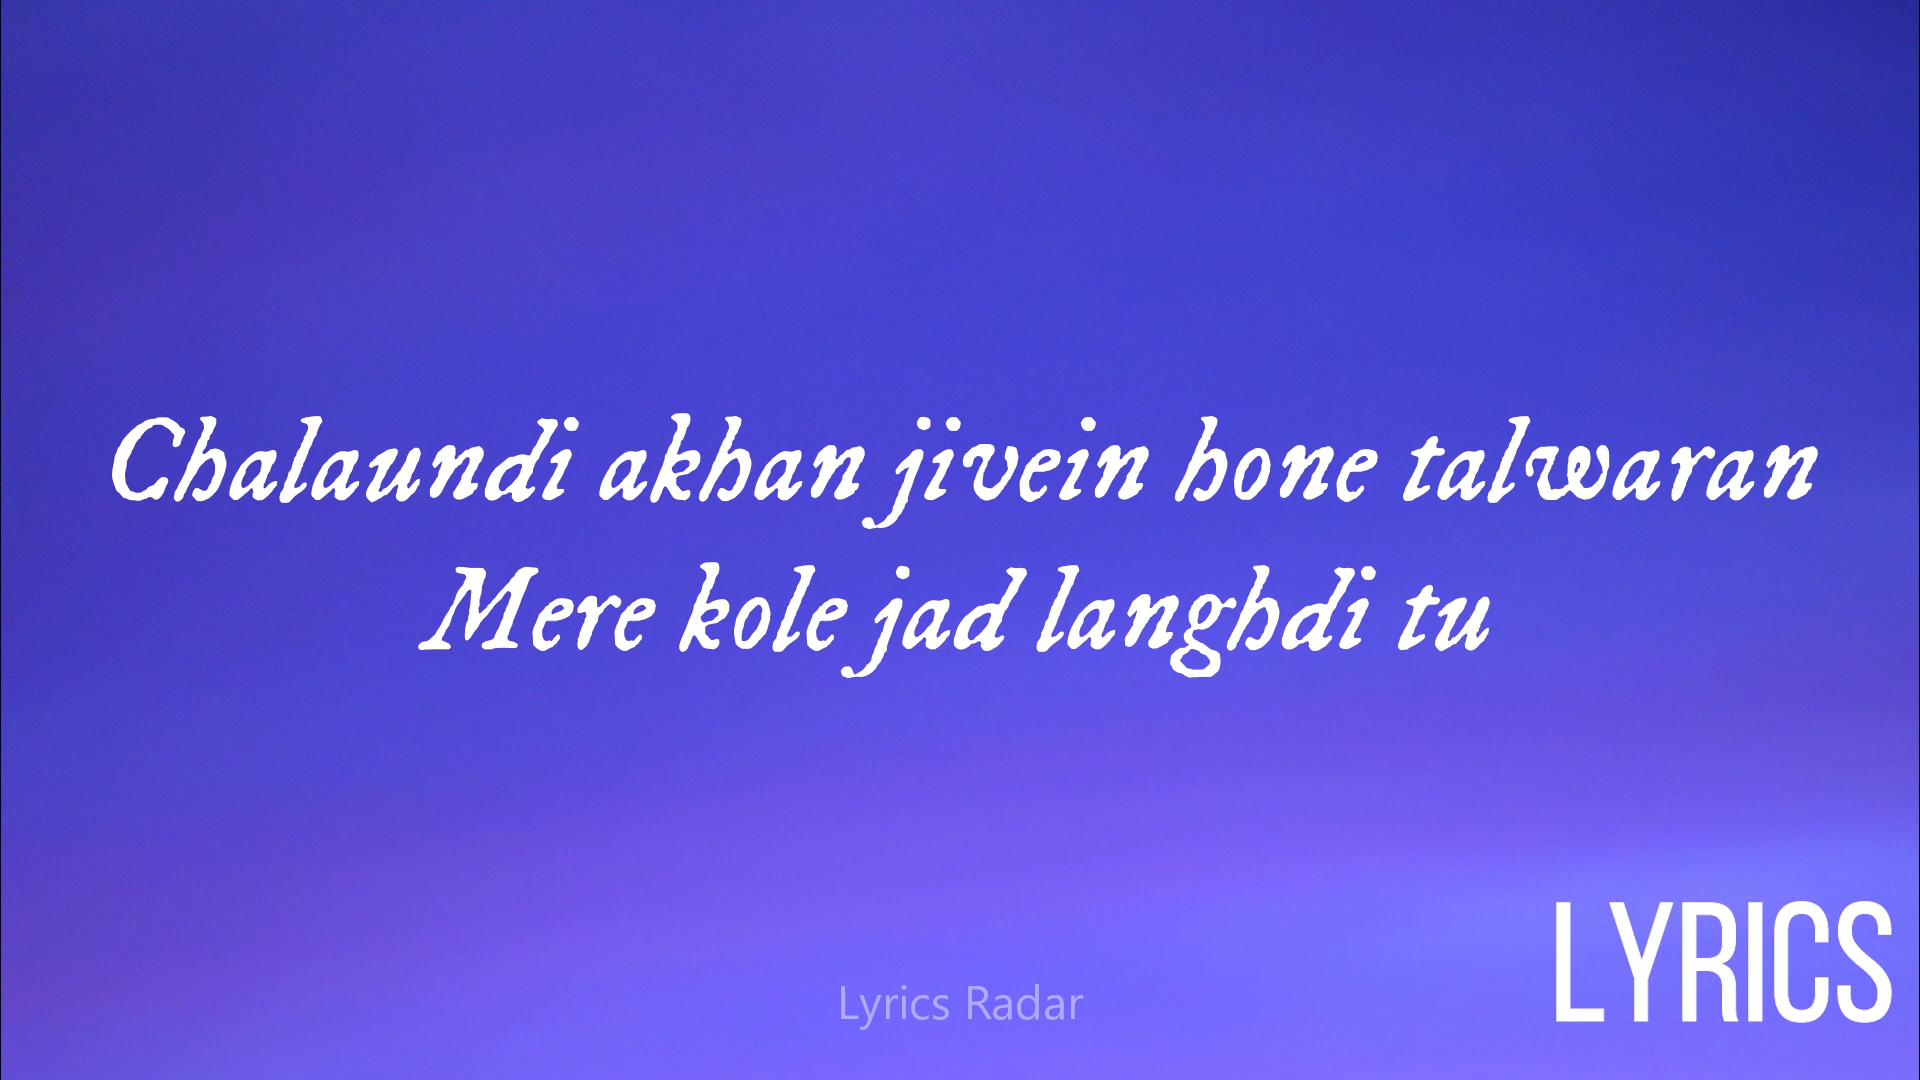 Chalaundi akhan jivein hone talwaran
Mere kole jad langhdi tu
LYRICS
Lyrics Radar